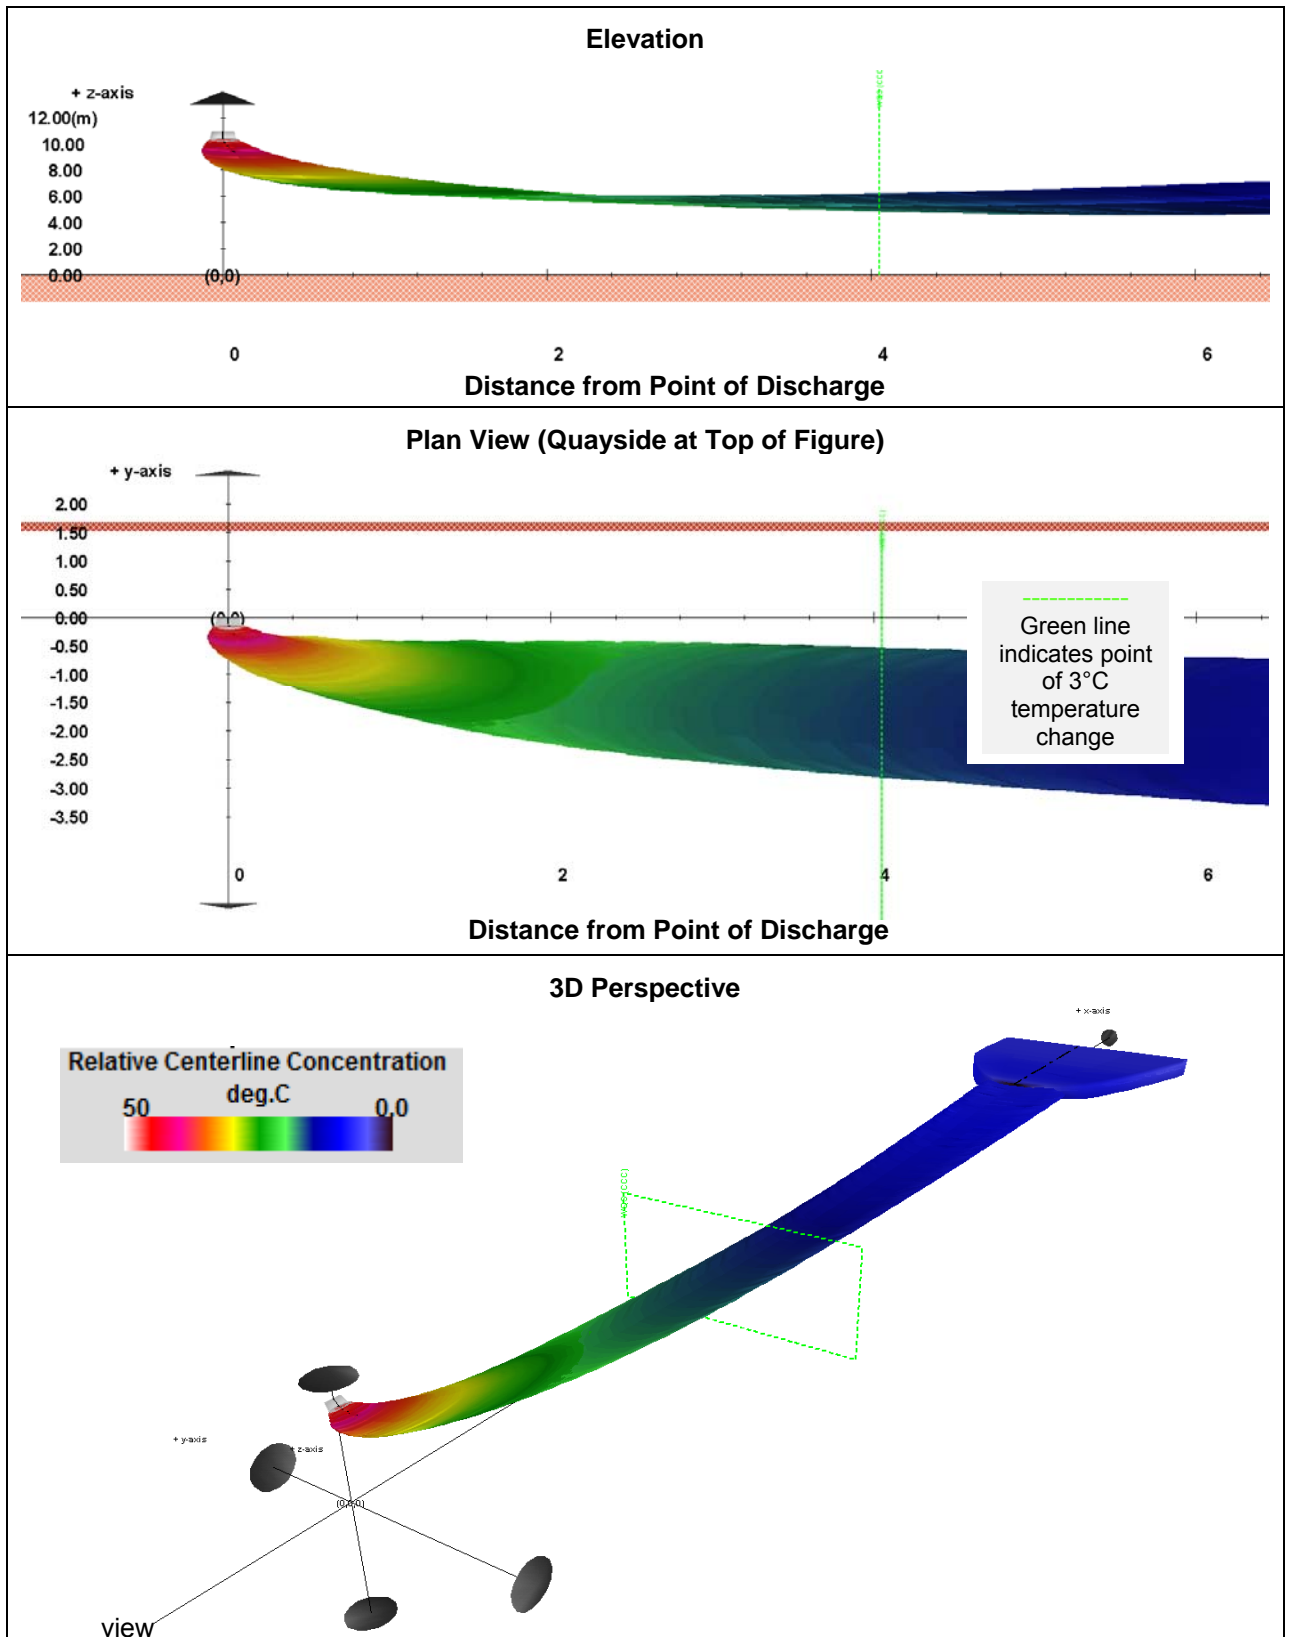 Elevation
+ z-axis
12.00(m)
10.00
8.00
6.00
4.00
2.00
0.00
(0,0)
0 2 4 6
Distance from Point of Discharge
Plan View (Quayside at Top of Figure)
+ y-axis
2.00
1.50
1.00
0.50
0.00
(0,0)
-0.50
-1.00
-1.50
-2.00
-2.50
-3.00
-3.50
Green line
indicates point
of 3°C
temperature
change
0 2 4 6
Distance from Point of Discharge
3D Perspective
+ x-axis
Relative Centerline Concentration
deg.C
50 0,0
WQS(CCC)
+ y-axis
+ z-axis
(0,0,0)
view